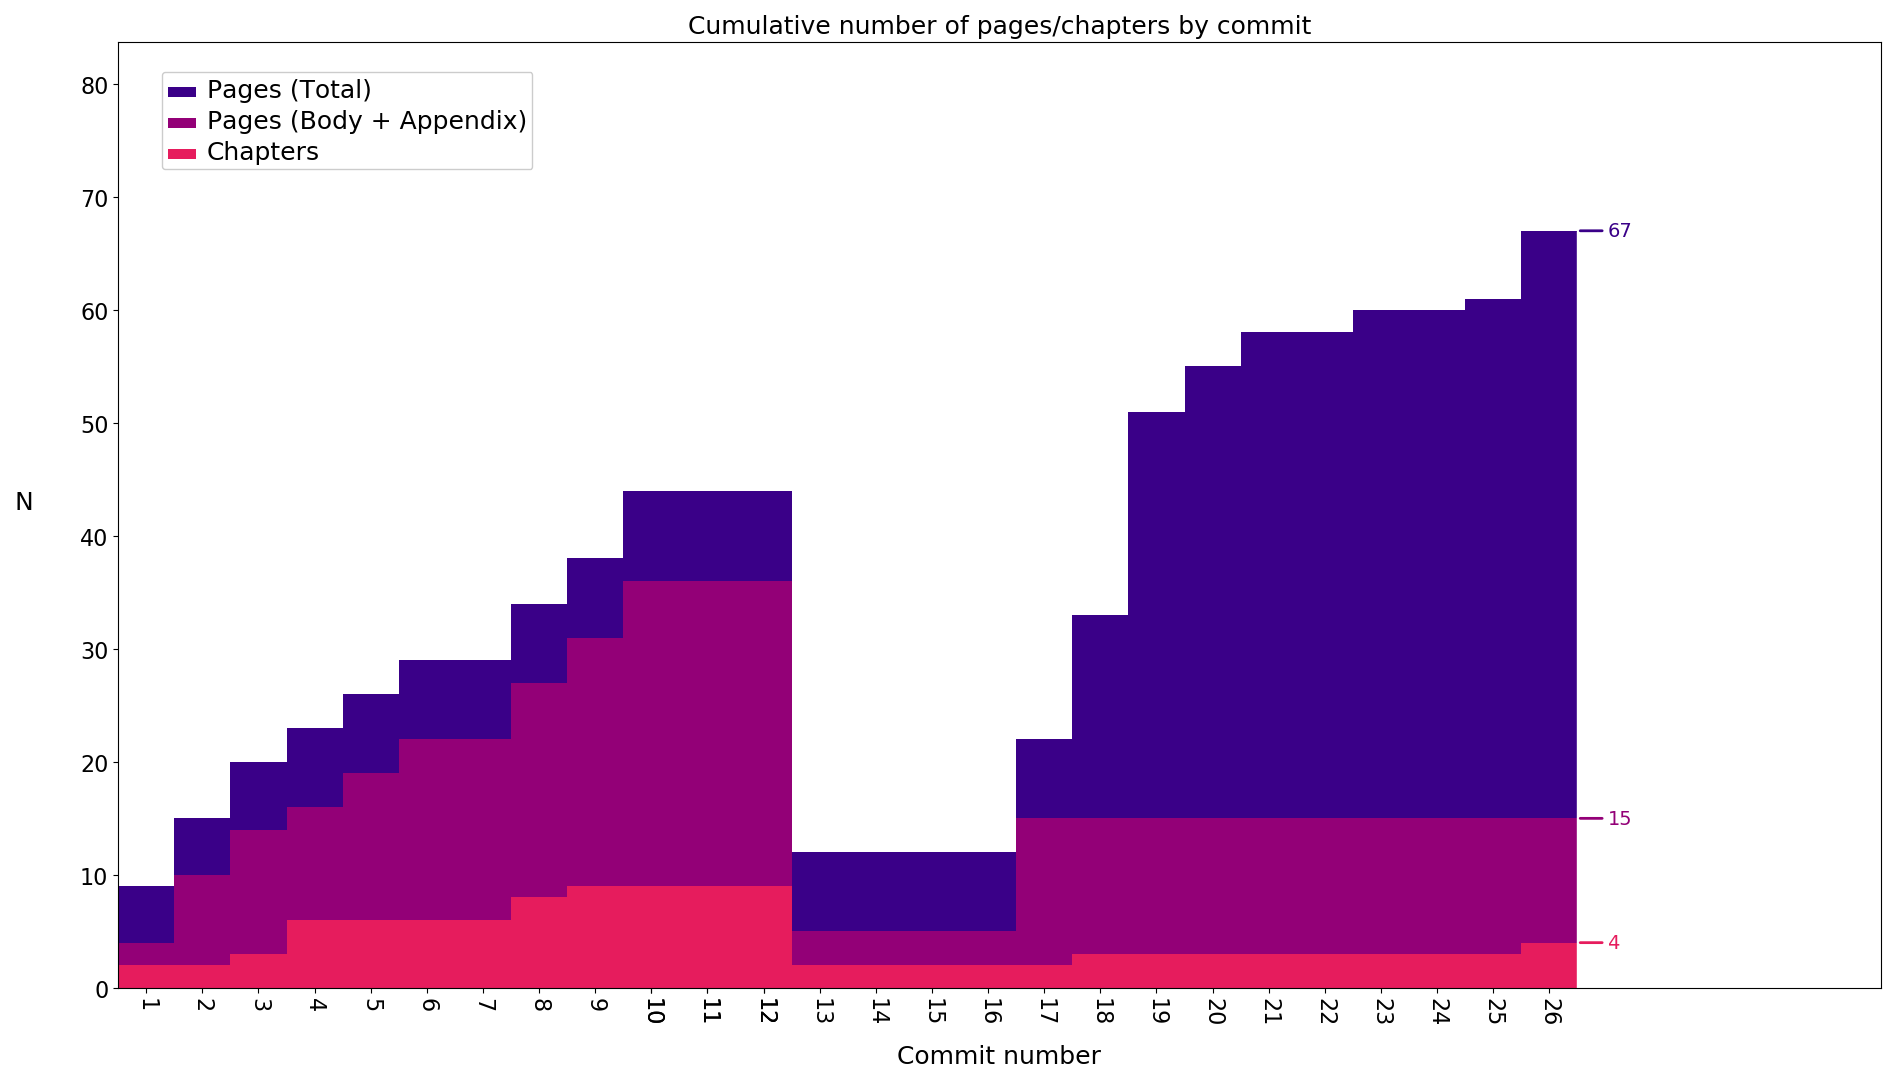 Cumulative number of pages/chapters by commit
Pages (Total)
Pages (Body + Appendix)
Chapters
80
70
60
50
40
30
20
10
0
N
67
15
4
1 2 3 4 5 6 7 8 9 10 11 12 13 14 15 16 17 18 19 20 21 22 23 24 25 26
Commit number